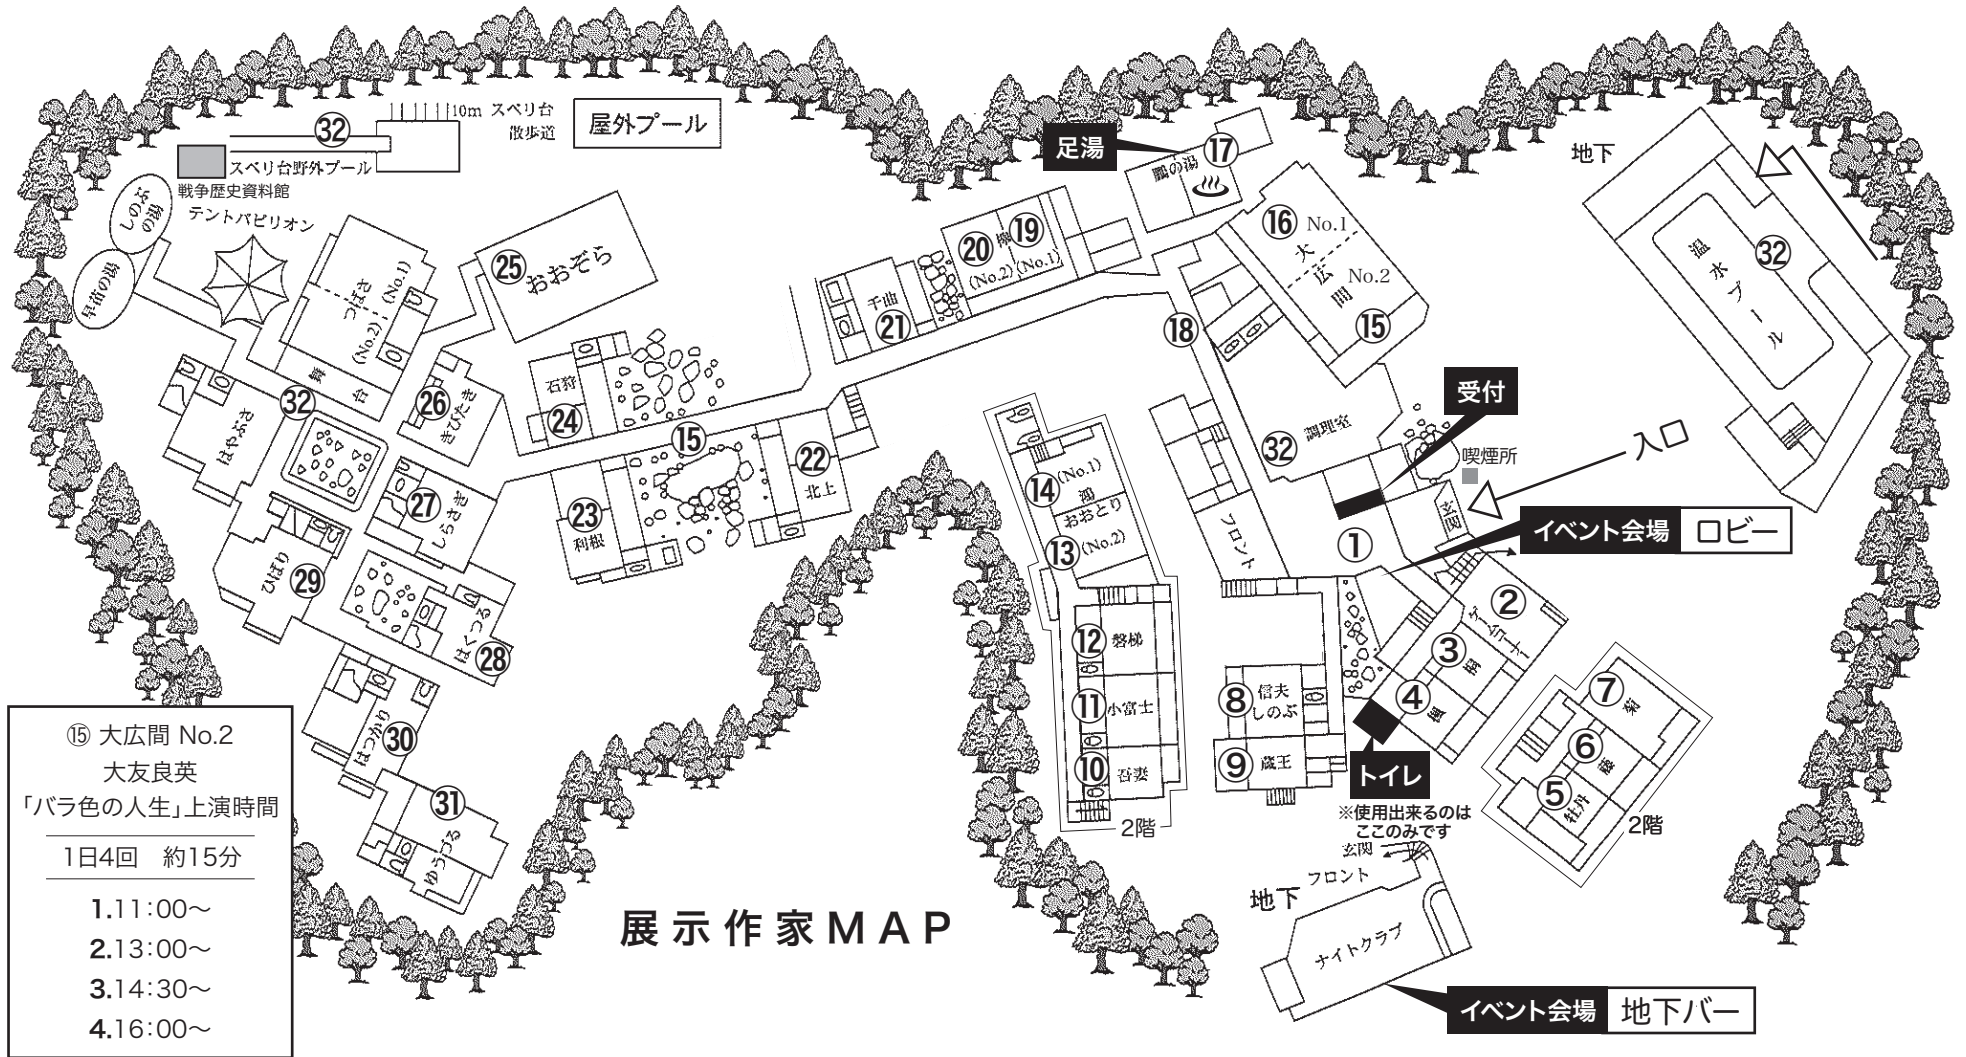 10m スベリ台
散歩道
屋外プール
㉜
スベリ台野外プール
戦争歴史資料館
テントパビリオン
しのぶの湯
早苗の湯
つばさ
(No.1)
(No.2)
舞台
㉜
はやぶさ
㉕
おおぞら
㉖
きびたき
㉗
しらさぎ
㉙
ひばり
㉘
はくつる
㉚
はつかり
㉛
ゆうづる
石狩
㉔
⑮
㉓
利根
㉒
北上
千曲
㉑
⑳
(No.2)
⑲
(No.1)
足湯
鵬の湯
⑰
⑯
No.1
大広間
No.2
⑮
⑱
地下
温水プール
㉜
受付
調理室
㉜
喫煙所
入口
玄関
フロント
①
イベント会場
ロビー
②
ゲームコーナー
③
桐
④
トイレ
※使用出来るのは
ここのみです
⑦
菊
⑥
藤
⑤
牡丹
2階
⑭
(No.1)
鴻
おおとり
⑬
(No.2)
⑫
磐梯
⑪
小富士
⑩
吾妻
2階
⑧
信夫
しのぶ
⑨
蔵王
玄関
フロント
地下
ナイトクラブ
イベント会場
地下バー
展示作家MAP
⑮ 大広間 No.2
大友良英
「バラ色の人生」上演時間
1日4回　約15分
1.11:00〜
2.13:00〜
3.14:30〜
4.16:00〜